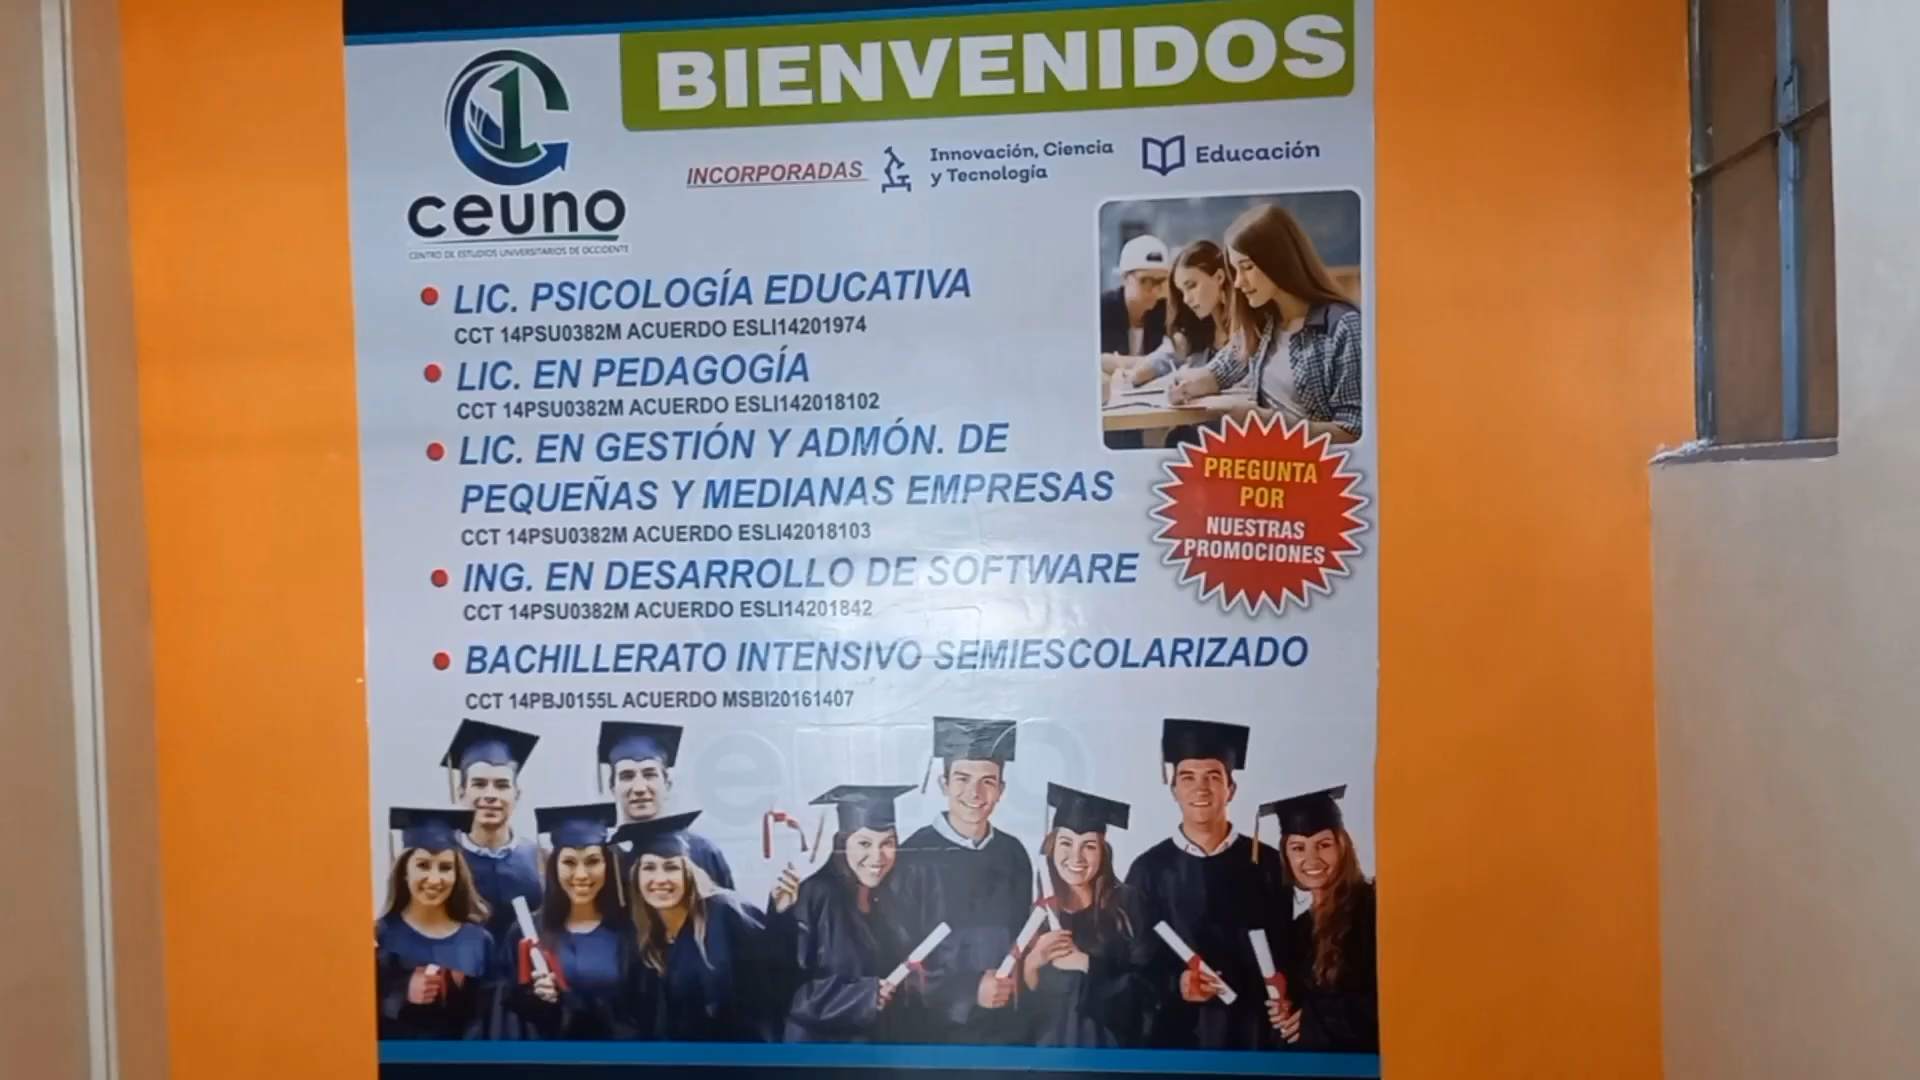 BIENVENIDOS
ceuno
CENTRO DE ESTUDIOS UNIVERSITARIOS DE OCCIDENTE
INCORPORADAS
Innovación, Ciencia
y Tecnología
Educación
LIC. PSICOLOGÍA EDUCATIVA
CCT 14PSU0382M ACUERDO ESLI14201974
LIC. EN PEDAGOGÍA
CCT 14PSU0382M ACUERDO ESLI142018102
LIC. EN GESTIÓN Y ADMÓN. DE
PEQUEÑAS Y MEDIANAS EMPRESAS
CCT 14PSU0382M ACUERDO ESLI42018103
ING. EN DESARROLLO DE SOFTWARE
CCT 14PSU0382M ACUERDO ESLI14201842
BACHILLERATO INTENSIVO SEMIESCOLARIZADO
CCT 14PBJ0155L ACUERDO MSBI20161407
PREGUNTA
POR
NUESTRAS
PROMOCIONES
ceuno